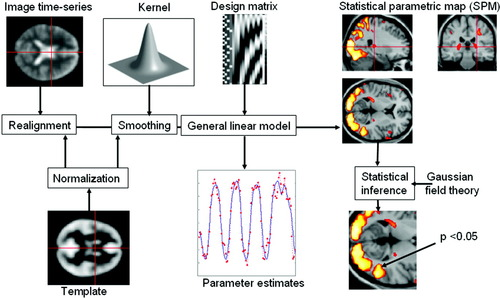 Image time-series
Kernel
Design matrix
Statistical parametric map (SPM)
Realignment
Smoothing
General linear model
Normalization
Statistical
inference
Gaussian
field theory
Template
Parameter estimates
p <0.05